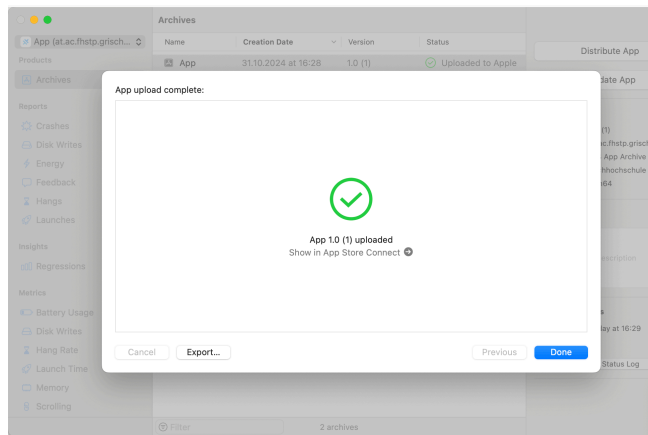 Archives
App (at.ac.fhstp.grisch...
Name Creation Date Version Status
Distribute App
Products
App 31.10.2024 at 16:28 1.0 (1) Uploaded to Apple
Archives
date App
App upload complete:
Reports
Crashes
(1)
Disk Writes
ac.fhstp.grisch
Energy
App Archive
Feedback
hhochschule
Hangs
64
Launches
App 1.0 (1) uploaded
Insights
Show in App Store Connect
Regressions
escription
Metrics
Battery Usage
s
Disk Writes
day at 16:29
Hang Rate
Cancel Export... Previous Done
Launch Time
Status Log
Memory
Scrolling
Filter 2 archives